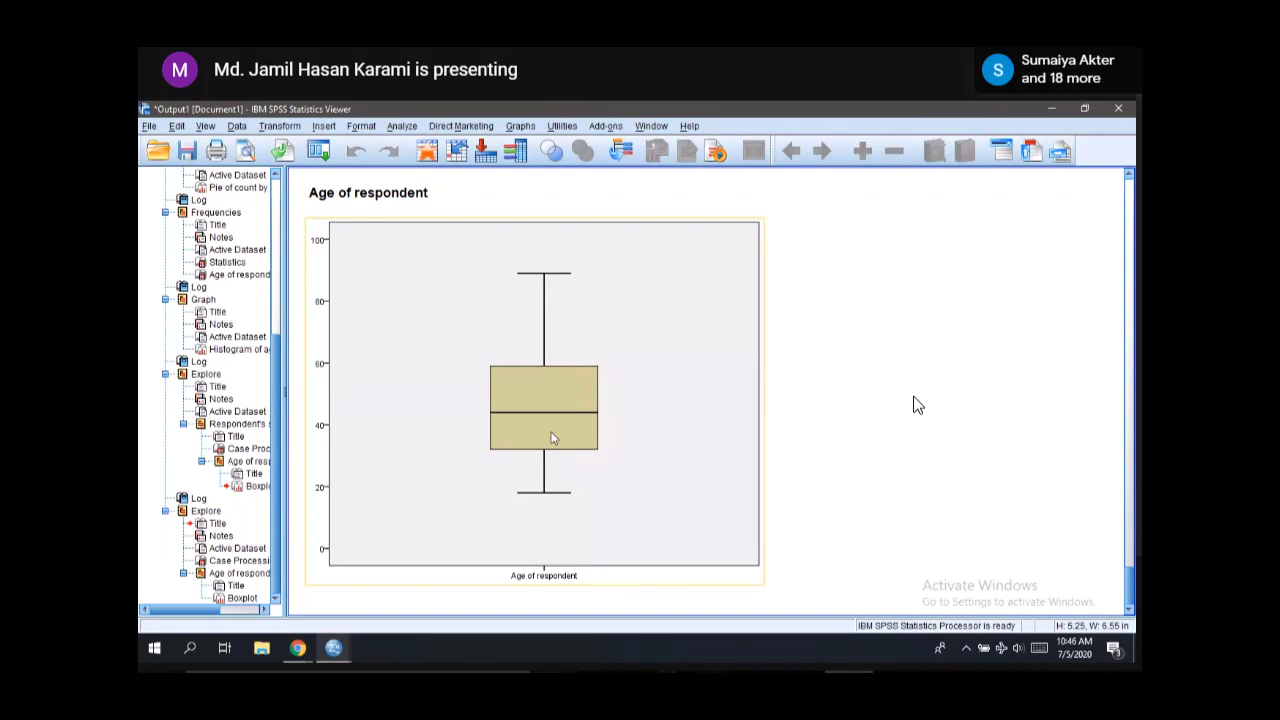 M
Md. Jamil Hasan Karami is presenting
S
Sumaiya Akter
and 18 more
*Output1 [Document1] - IBM SPSS Statistics Viewer
File Edit View Data Transform Insert Format Analyze Direct Marketing Graphs Utilities Add-ons Window Help
Active Dataset
Pie of count by
Log
Frequencies
Title
Notes
Active Dataset
Statistics
Age of respond
Log
Graph
Title
Notes
Active Dataset
Histogram of a
Log
Explore
Title
Notes
Active Dataset
Respondent's s
Title
Case Proc
Age of res
Title
Boxpl
Log
Explore
Title
Notes
Active Dataset
Case Processi
Age of respond
Title
Boxplot
Age of respondent
100
80
60
40
20
0
Age of respondent
Activate Windows
Go to Settings to activate Windows.
IBM SPSS Statistics Processor is ready
H: 5.25, W: 6.55 in
10:46 AM
7/5/2020
3